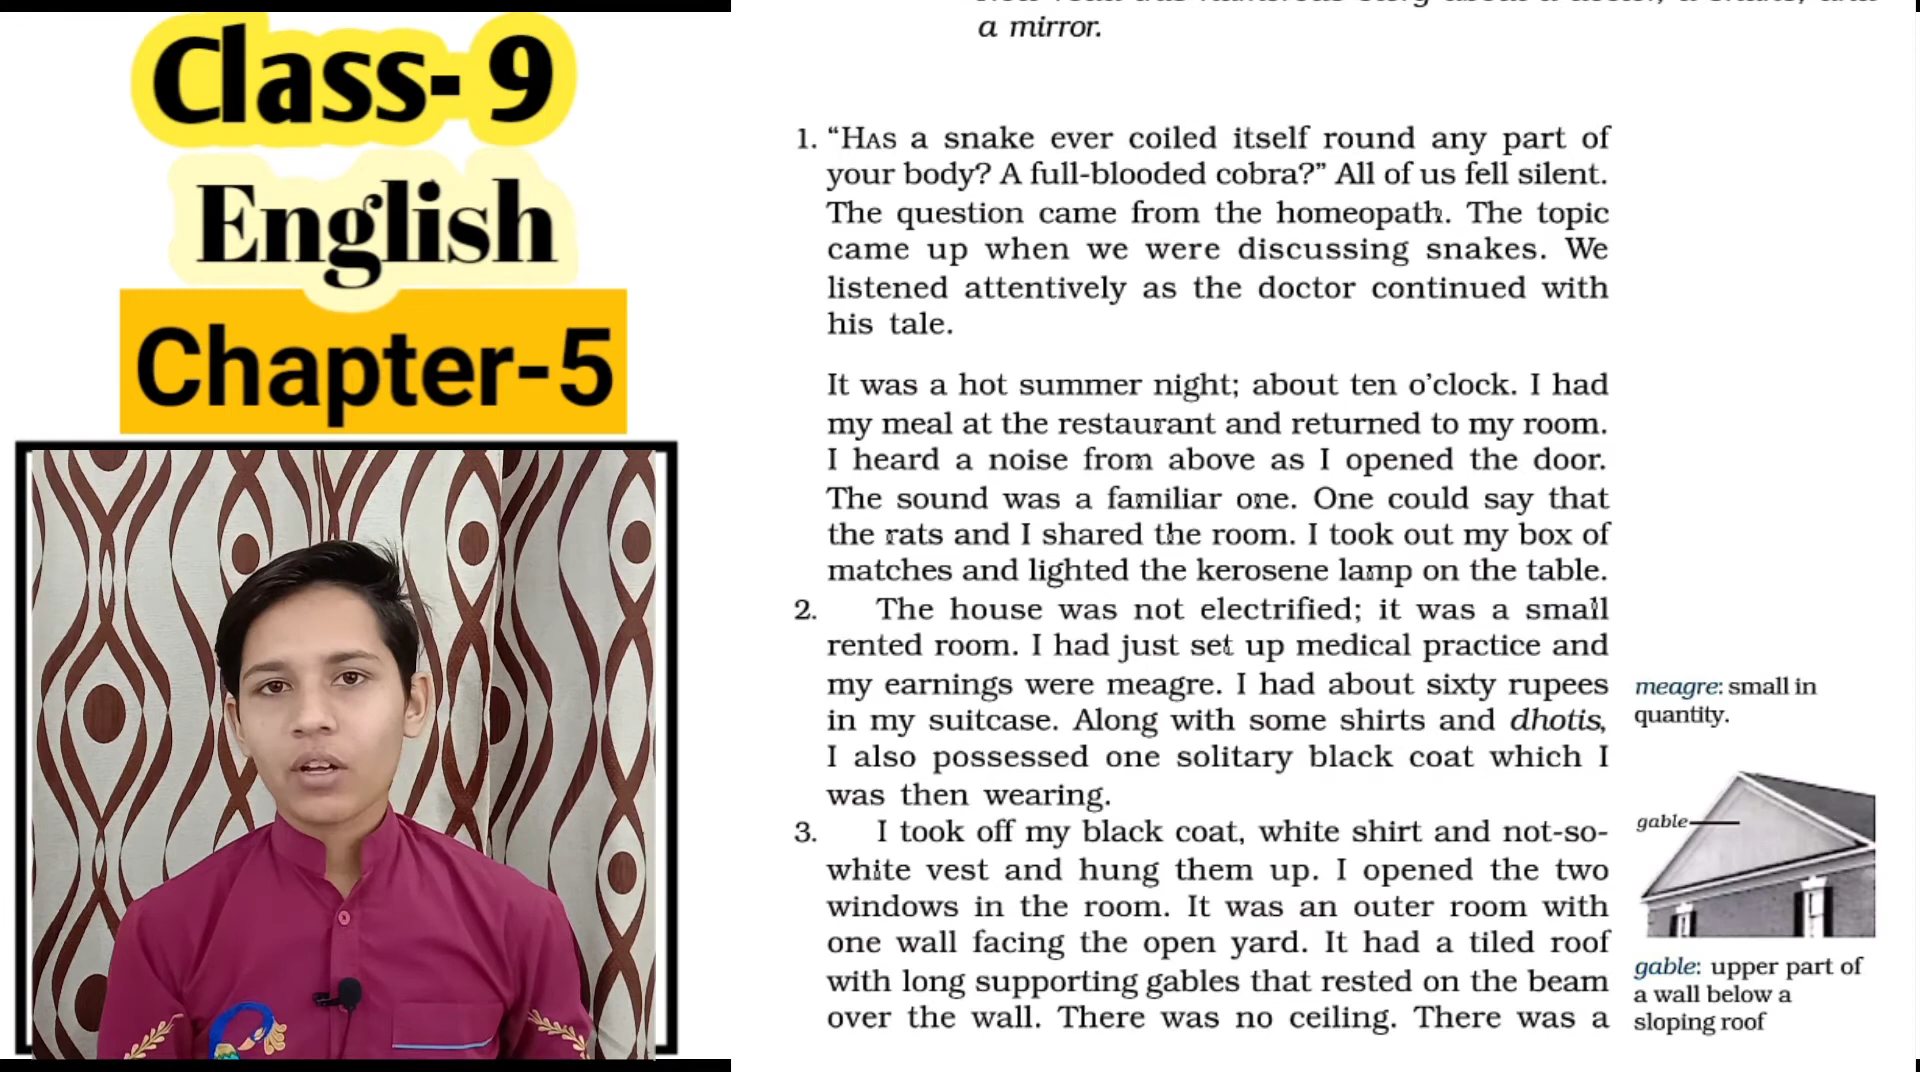 Class- 9
English
Chapter-5
a mirror.
1. “HAS a snake ever coiled itself round any part of
your body? A full-blooded cobra?” All of us fell silent.
The question came from the homeopath. The topic
came up when we were discussing snakes. We
listened attentively as the doctor continued with
his tale.
It was a hot summer night; about ten o’clock. I had
my meal at the restaurant and returned to my room.
I heard a noise from above as I opened the door.
The sound was a familiar one. One could say that
the rats and I shared the room. I took out my box of
matches and lighted the kerosene lamp on the table.
2. The house was not electrified; it was a small
rented room. I had just set up medical practice and
my earnings were meagre. I had about sixty rupees
in my suitcase. Along with some shirts and dhotis,
I also possessed one solitary black coat which I
was then wearing.
3. I took off my black coat, white shirt and not-so-
white vest and hung them up. I opened the two
windows in the room. It was an outer room with
one wall facing the open yard. It had a tiled roof
with long supporting gables that rested on the beam
over the wall. There was no ceiling. There was a
meagre: small in
quantity.
gable
gable: upper part of
a wall below a
sloping roof